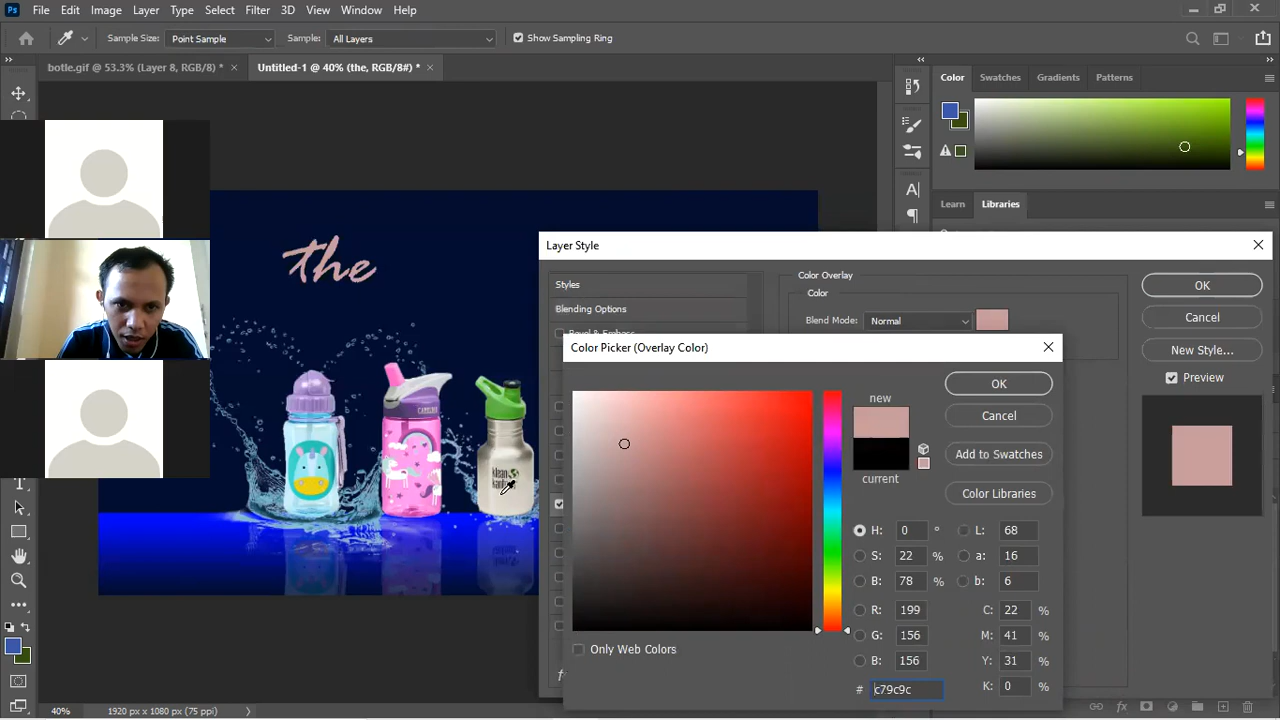 Ps File Edit Image Layer Type Select Filter 3D View Window Help
Sample Size: Point Sample Sample: All Layers Show Sampling Ring
botle.gif @ 53.3% (Layer 8, RGB/8) * × Untitled-1 @ 40% (the, RGB/8#) * ×
Color Swatches Gradients Patterns
Learn Libraries
the
Layer Style
Styles
Blending Options
Color Overlay
Color
Blend Mode: Normal
OK
Cancel
New Style...
Preview
Color Picker (Overlay Color)
new
current
OK
Cancel
Add to Swatches
Color Libraries
H: 0 ° L: 68
S: 22 % a: 16
B: 78 % b: 6
R: 199 C: 22 %
G: 156 M: 41 %
B: 156 Y: 31 %
# c79c9c K: 0 %
Only Web Colors
klean
40% 1920 px x 1080 px (75 ppi)